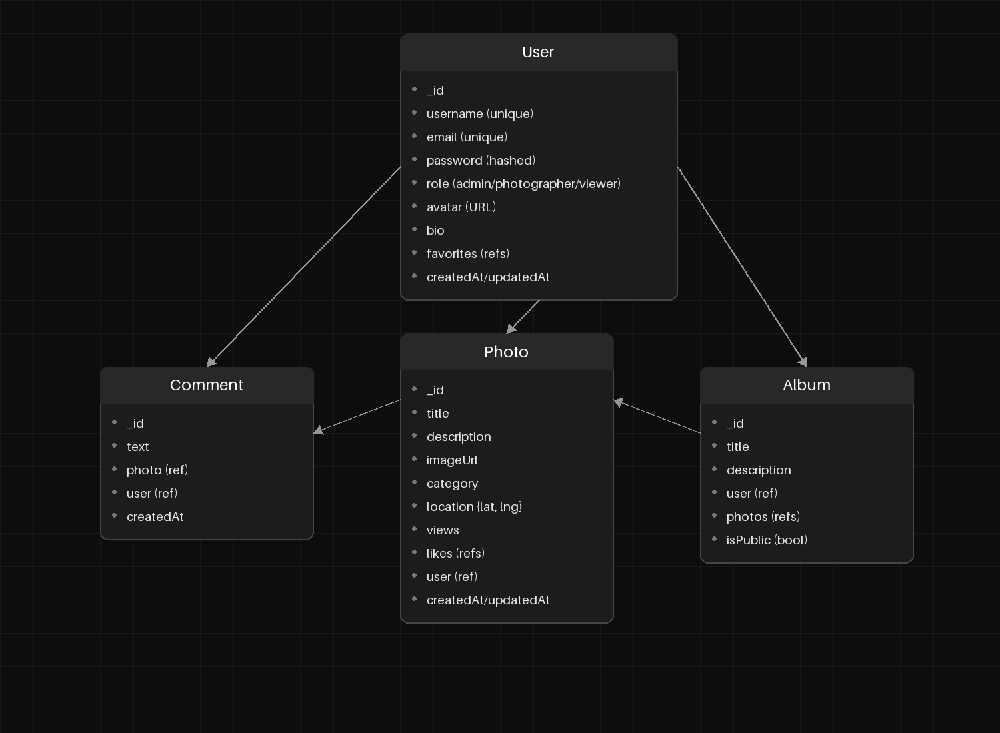 User
_id
username (unique)
email (unique)
password (hashed)
role (admin/photographer/viewer)
avatar (URL)
bio
favorites (refs)
createdAt/updatedAt
Comment
_id
text
photo (ref)
user (ref)
createdAt
Photo
_id
title
description
imageUrl
category
location {lat, lng}
views
likes (refs)
user (ref)
createdAt/updatedAt
Album
_id
title
description
user (ref)
photos (refs)
isPublic (bool)